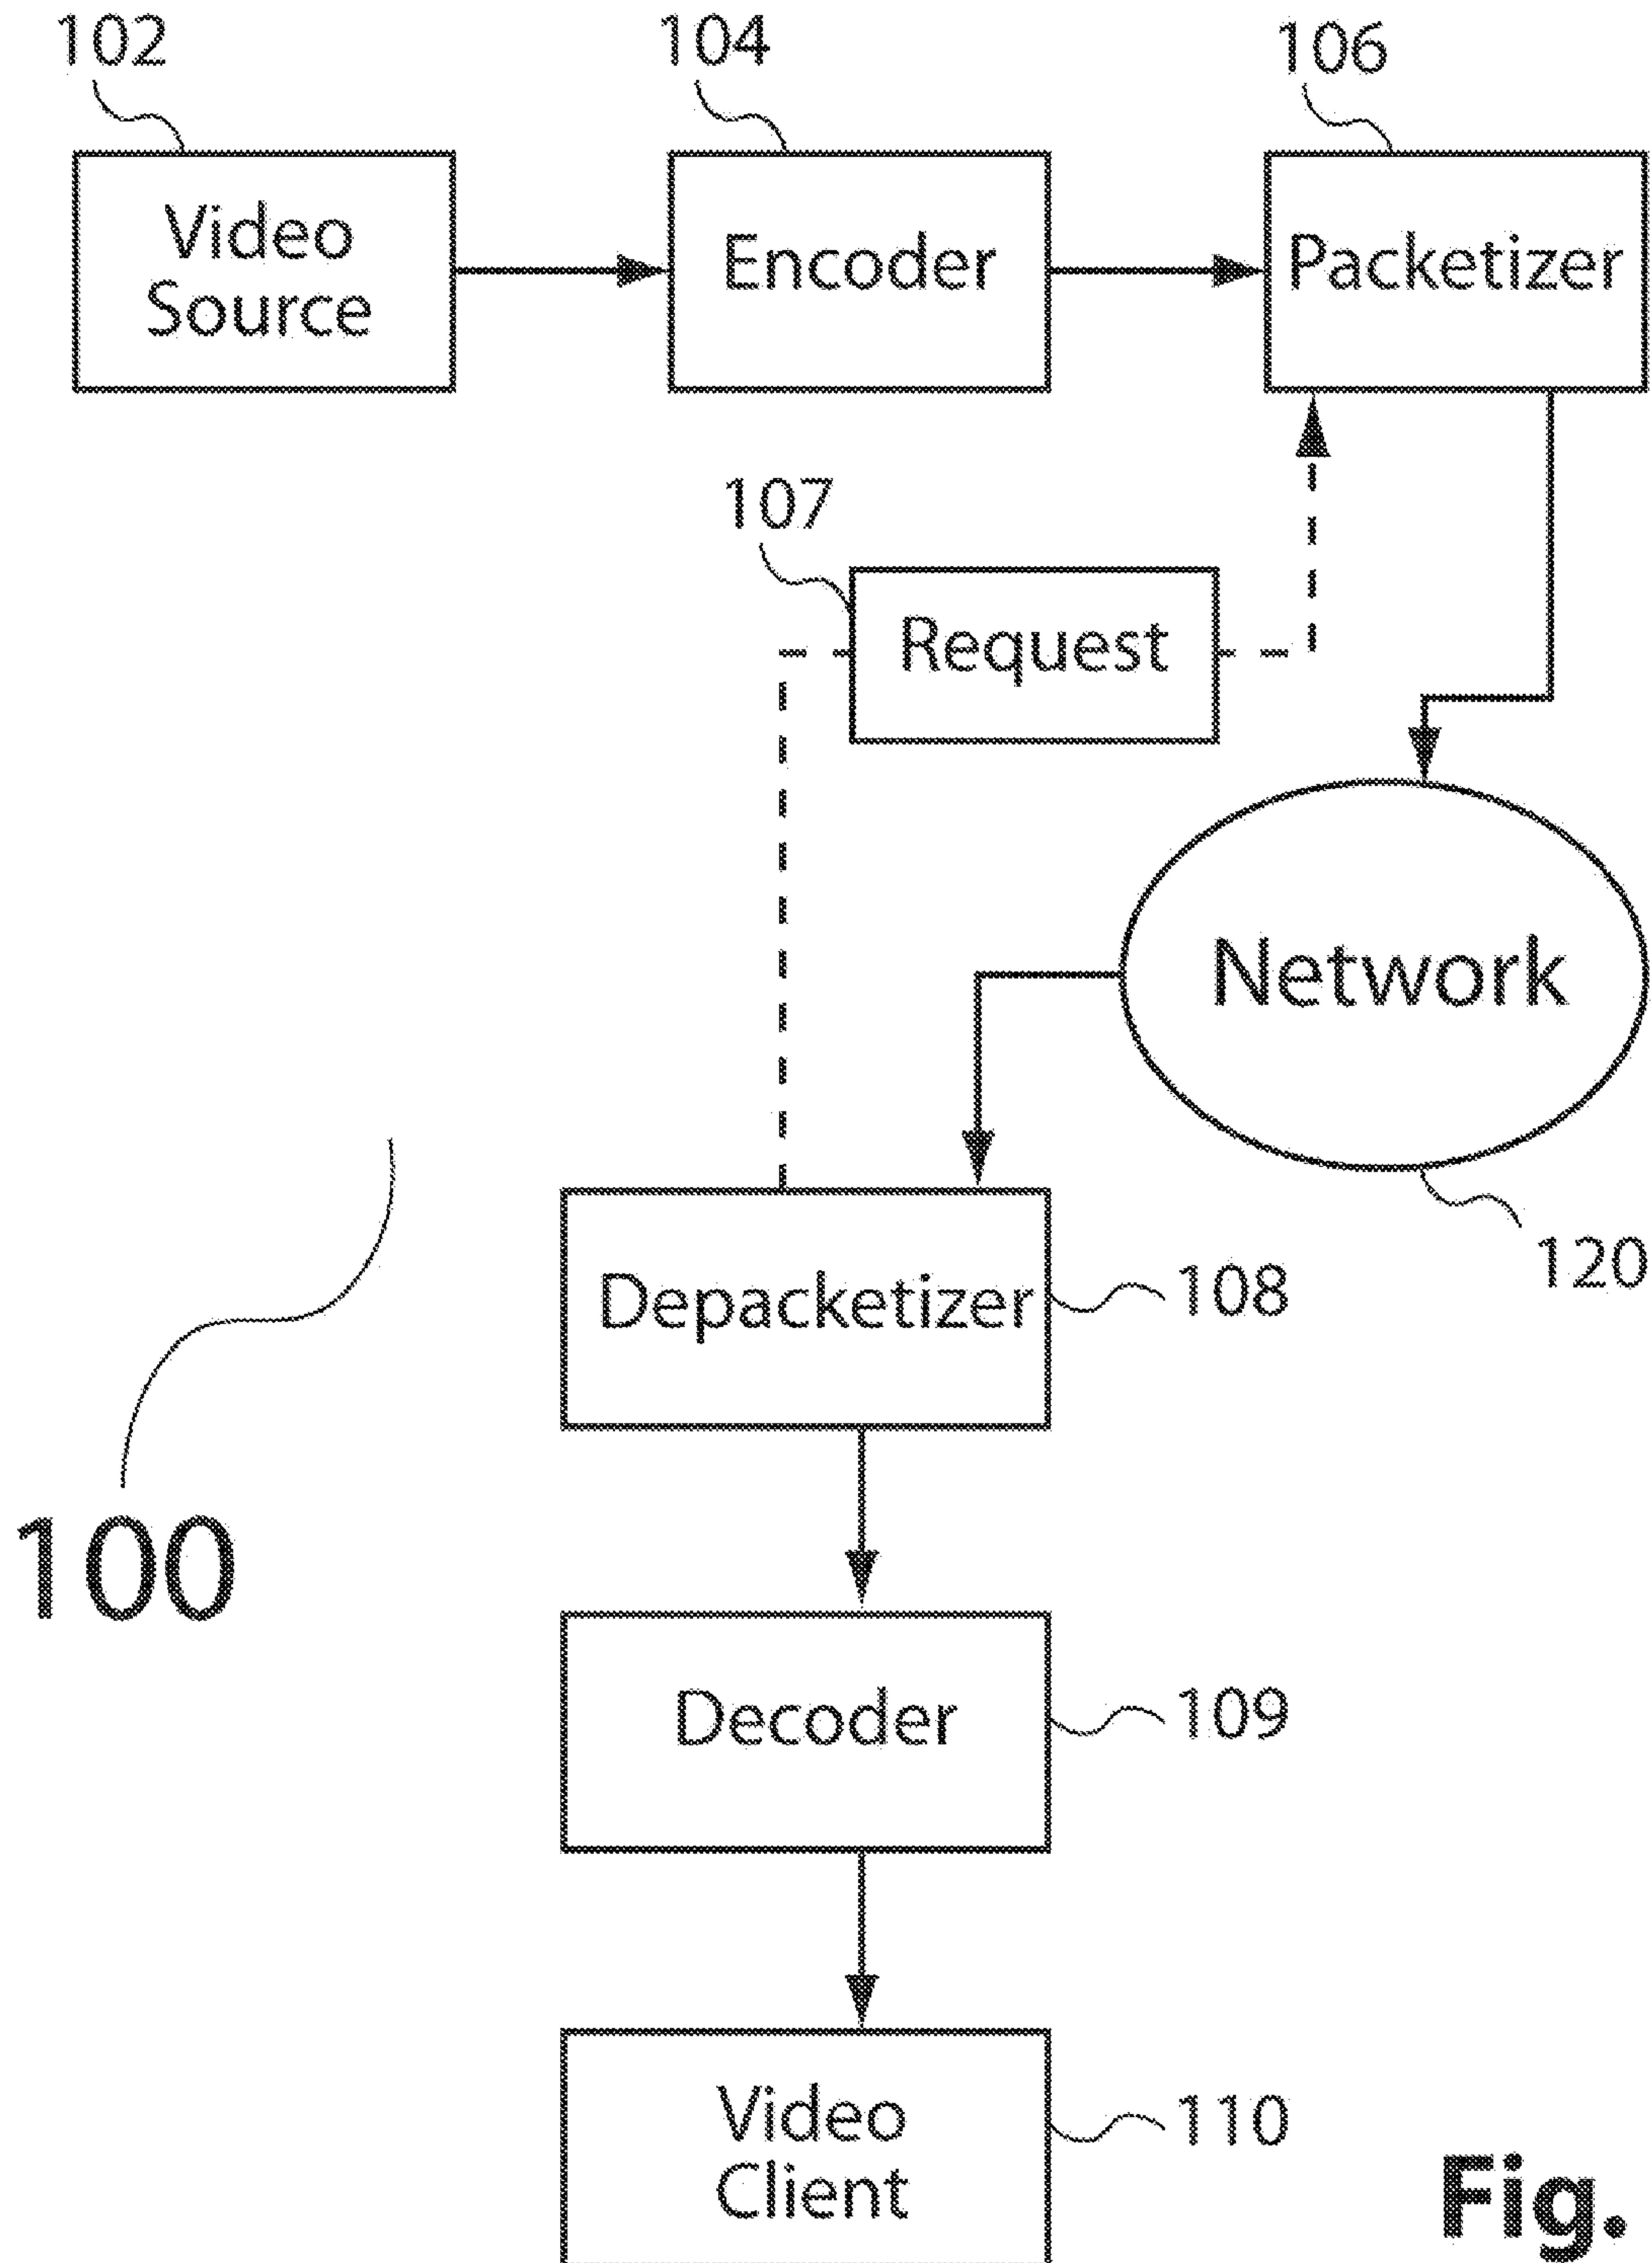 102
104
106
Video
Source
Encoder
Packetizer
107
Request
Network
120
Depacketizer
108
100
Decoder
109
Video
Client
110
Fig.